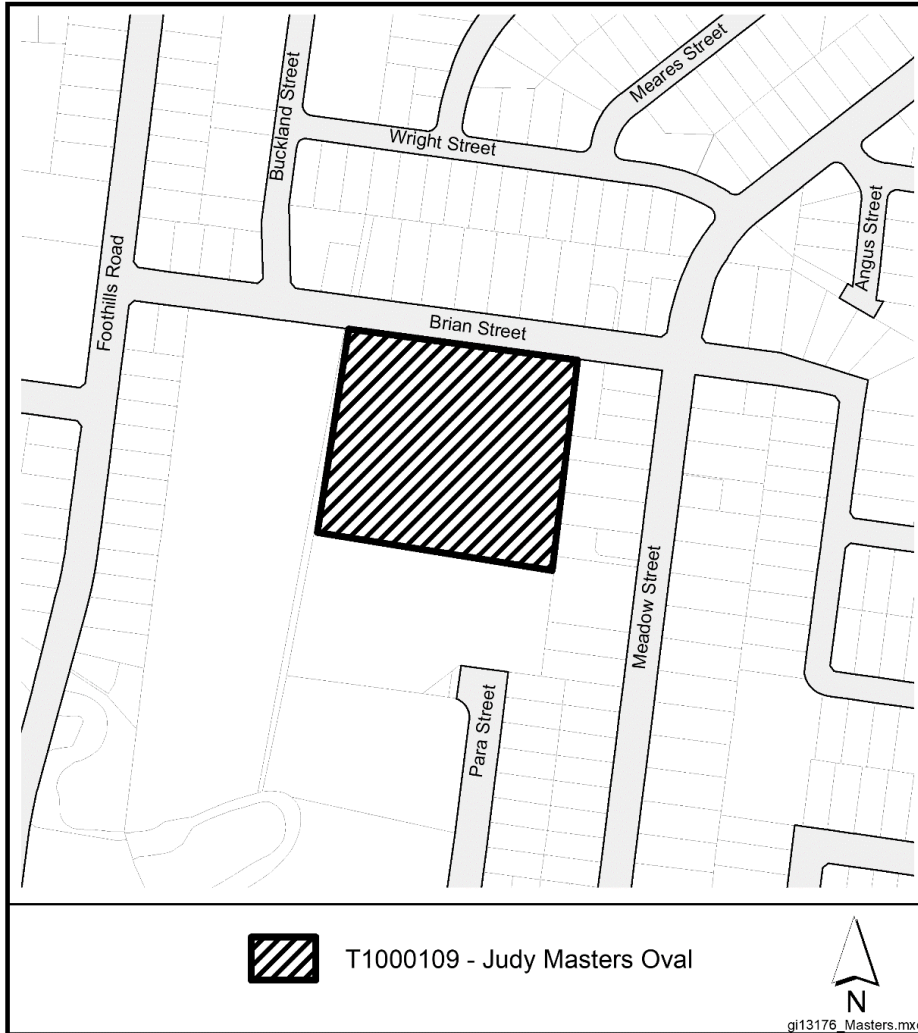 Meares Street
Buckland Street
Wright Street
Angus Street
Foothills Road
Brian Street
Meadow Street
Para Street
T1000109 - Judy Masters Oval
N
gi13176_Masters.mx